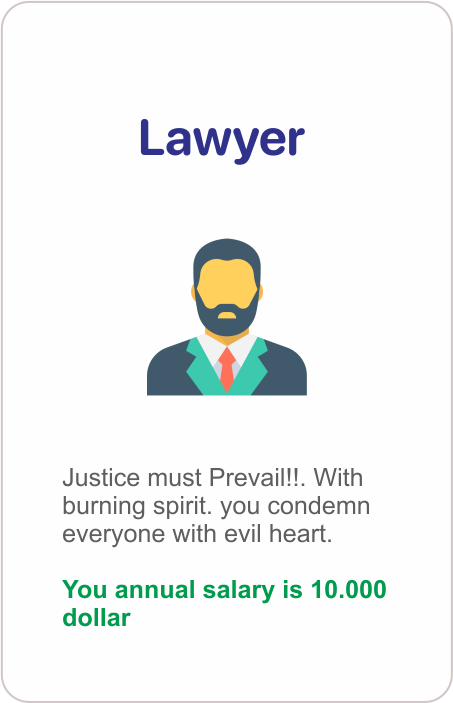 Lawyer
Justice must Prevail!!. With
burning spirit. you condemn
everyone with evil heart.
You annual salary is 10.000
dollar